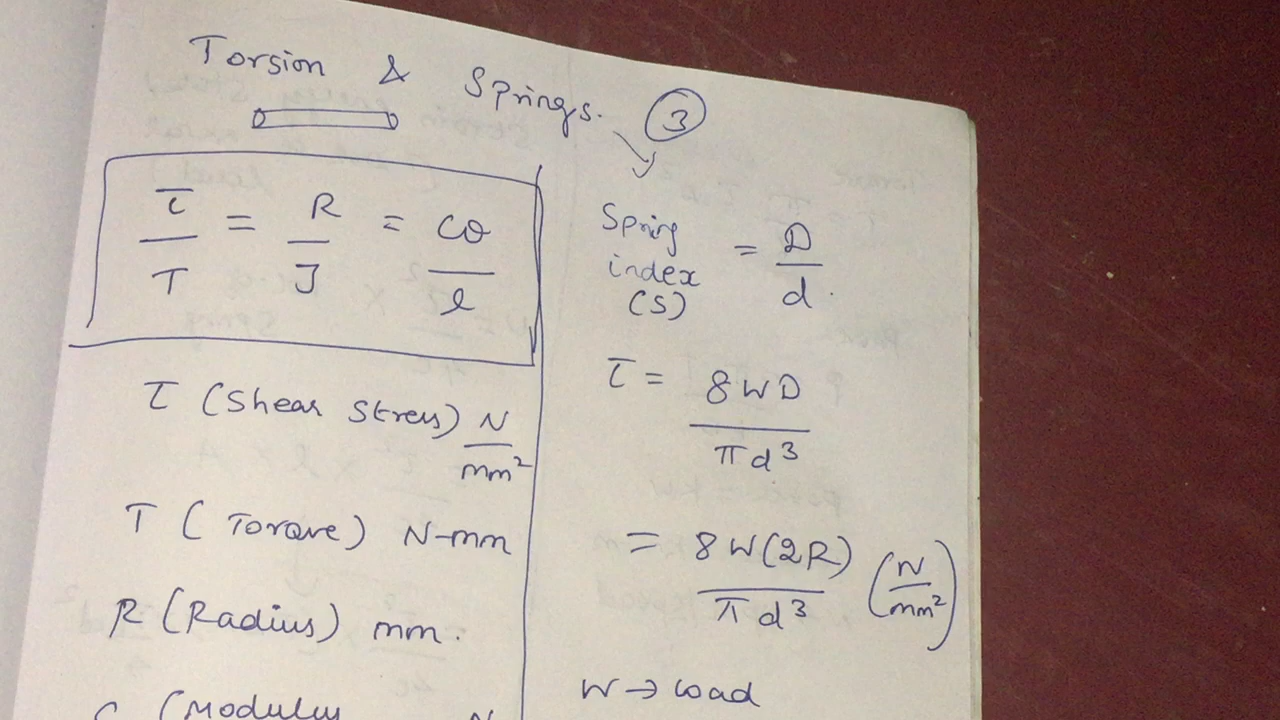 Torsion & Springs. 3
τ/T = R/J = Cθ/l
τ (Shear Stress) N/mm²
T (Torque) N-mm
R (Radius) mm.
C (Modulus N
Spring index (S) = D/d.
τ = 8WD/πd³
= 8W(2R)/πd³ (N/mm²)
W → Load